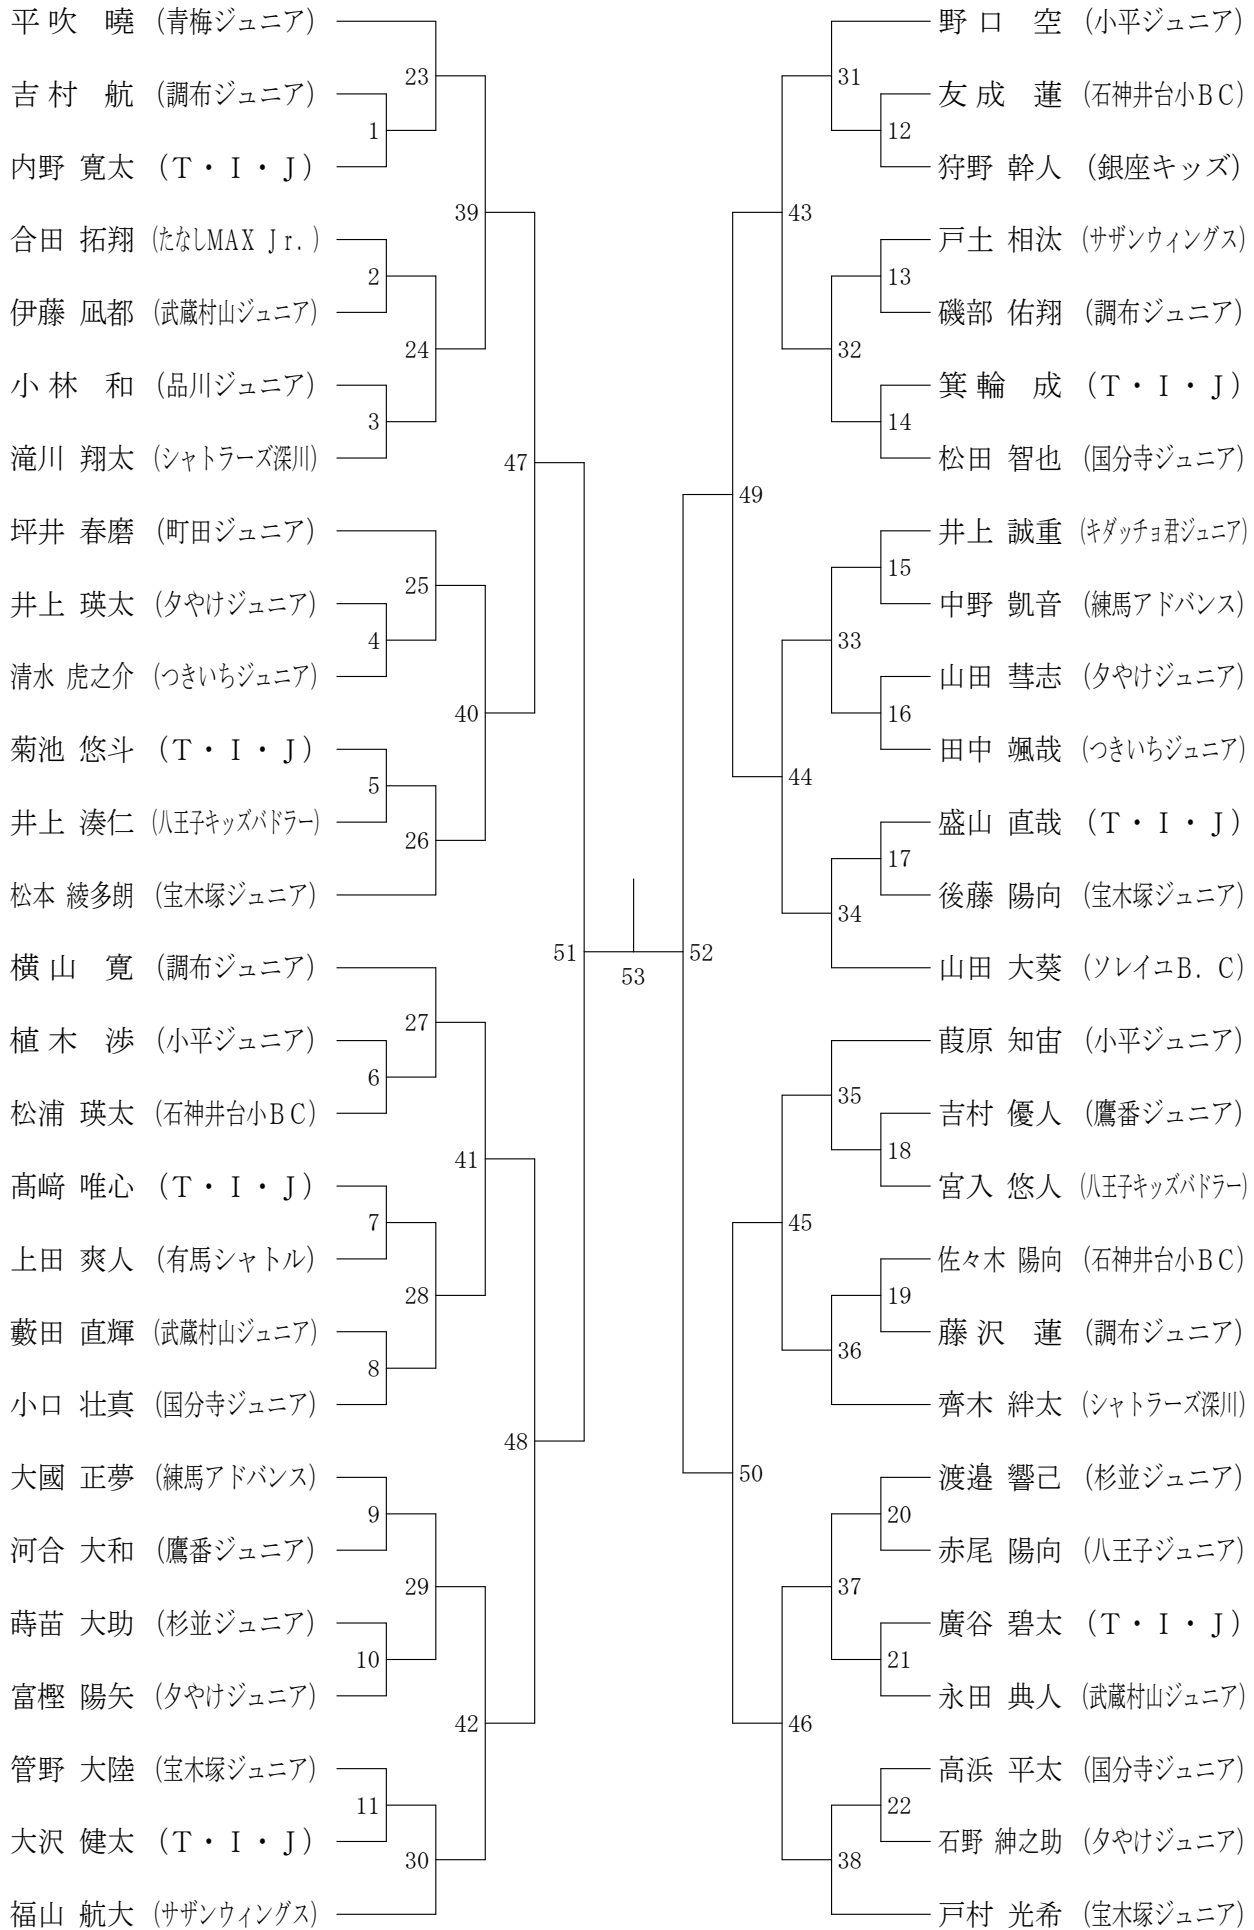 平吹 曉 (青梅ジュニア)
23
吉村 航 (調布ジュニア)
1
内野 寛太 (T・I・J)
39
合田 拓翔 (たなしMAX Jr.)
2
伊藤 凪都 (武蔵村山ジュニア)
24
小林 和 (品川ジュニア)
3
滝川 翔太 (シャトラーズ深川)
47
坪井 春磨 (町田ジュニア)
25
井上 瑛太 (夕やけジュニア)
4
清水 虎之介 (つきいちジュニア)
40
菊池 悠斗 (T・I・J)
5
井上 湊仁 (八王子キッズバドラー)
26
松本 綾多朗 (宝木塚ジュニア)
51
横山 寛 (調布ジュニア)
27
植木 渉 (小平ジュニア)
6
松浦 瑛太 (石神井台小BC)
41
髙﨑 唯心 (T・I・J)
7
上田 爽人 (有馬シャトル)
28
藪田 直輝 (武蔵村山ジュニア)
8
小口 壮真 (国分寺ジュニア)
48
大國 正夢 (練馬アドバンス)
9
河合 大和 (鷹番ジュニア)
29
蒔苗 大助 (杉並ジュニア)
10
富樫 陽矢 (夕やけジュニア)
42
管野 大陸 (宝木塚ジュニア)
11
大沢 健太 (T・I・J)
30
福山 航大 (サザンウィングス)
53
野口 空 (小平ジュニア)
31
友成 蓮 (石神井台小BC)
12
狩野 幹人 (銀座キッズ)
43
戸土 相汰 (サザンウィングス)
13
磯部 佑翔 (調布ジュニア)
32
箕輪 成 (T・I・J)
14
松田 智也 (国分寺ジュニア)
49
井上 誠重 (キダッチョ君ジュニア)
15
中野 凱音 (練馬アドバンス)
33
山田 彗志 (夕やけジュニア)
16
田中 颯哉 (つきいちジュニア)
44
盛山 直哉 (T・I・J)
17
後藤 陽向 (宝木塚ジュニア)
34
山田 大葵 (ソレイユB.C)
52
葭原 知宙 (小平ジュニア)
35
吉村 優人 (鷹番ジュニア)
18
宮入 悠人 (八王子キッズバドラー)
45
佐々木 陽向 (石神井台小BC)
19
藤沢 蓮 (調布ジュニア)
36
齊木 絆太 (シャトラーズ深川)
50
渡邉 響己 (杉並ジュニア)
20
赤尾 陽向 (八王子ジュニア)
37
廣谷 碧太 (T・I・J)
21
永田 典人 (武蔵村山ジュニア)
46
高浜 平太 (国分寺ジュニア)
22
石野 紳之助 (夕やけジュニア)
38
戸村 光希 (宝木塚ジュニア)